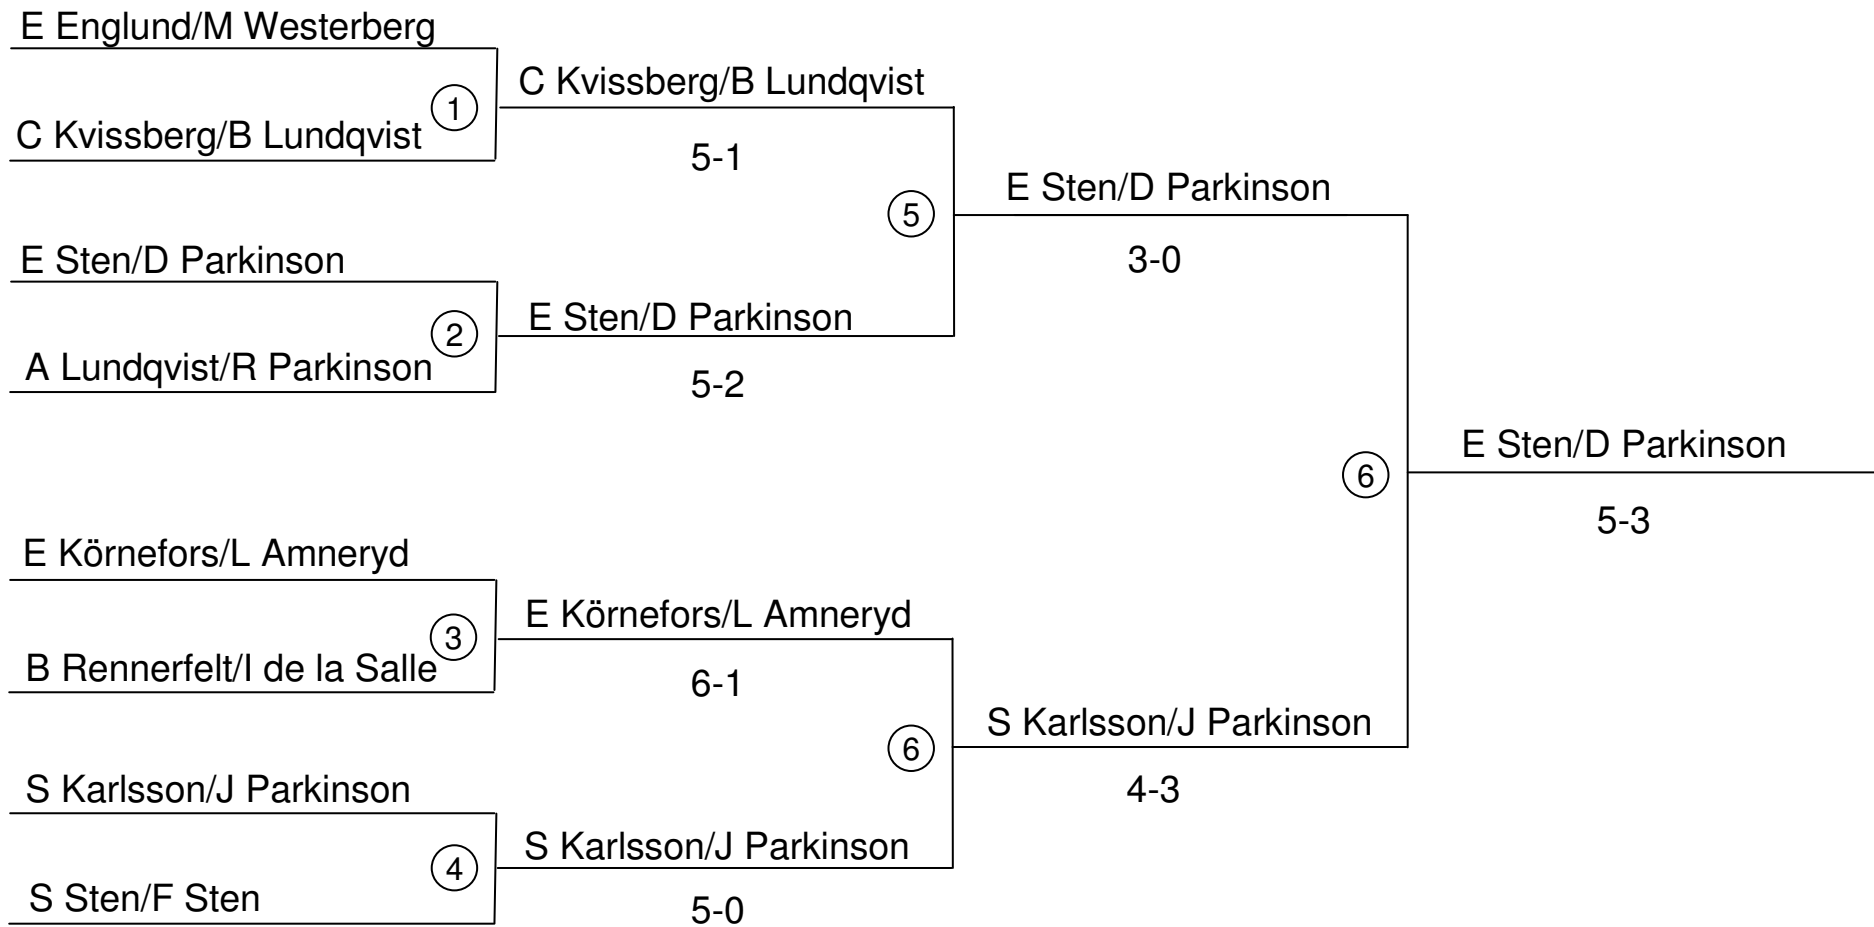 E Englund/M Westerberg
1
C Kvissberg/B Lundqvist
C Kvissberg/B Lundqvist
5-1
E Sten/D Parkinson
2
A Lundqvist/R Parkinson
E Sten/D Parkinson
5-2
5
E Sten/D Parkinson
3-0
E Körnefors/L Amneryd
3
B Rennerfelt/I de la Salle
E Körnefors/L Amneryd
6-1
S Karlsson/J Parkinson
4
S Sten/F Sten
S Karlsson/J Parkinson
5-0
6
S Karlsson/J Parkinson
4-3
6
E Sten/D Parkinson
5-3